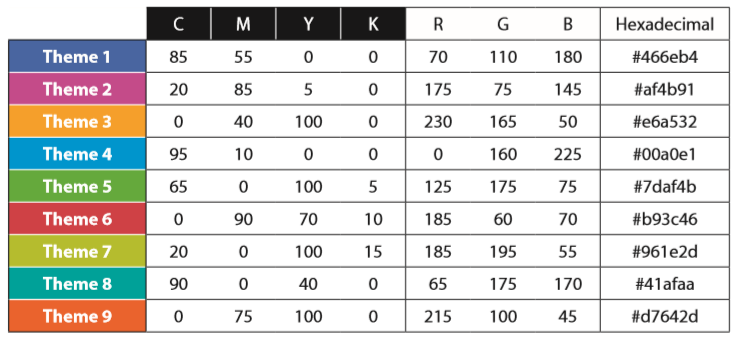 C M Y K R G B Hexadecimal
Theme 1 85 55 0 0 70 110 180 #466eb4
Theme 2 20 85 5 0 175 75 145 #af4b91
Theme 3 0 40 100 0 230 165 50 #e6a532
Theme 4 95 10 0 0 0 160 225 #00a0e1
Theme 5 65 0 100 5 125 175 75 #7daf4b
Theme 6 0 90 70 10 185 60 70 #b93c46
Theme 7 20 0 100 15 185 195 55 #961e2d
Theme 8 90 0 40 0 65 175 170 #41afaa
Theme 9 0 75 100 0 215 100 45 #d7642d